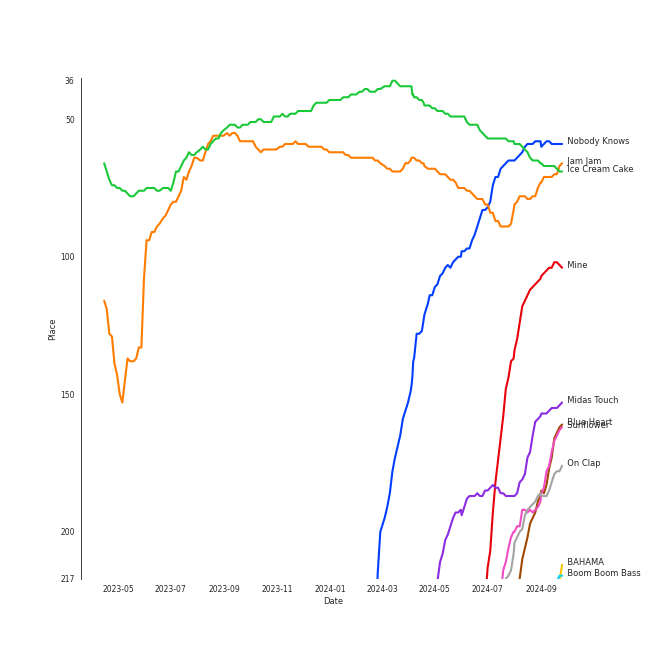 36
50
100
150
200
217
Place
2023-05
2023-07
2023-09
2023-11
2024-01
2024-03
2024-05
2024-07
2024-09
Date
Nobody Knows
Jam Jam
Ice Cream Cake
Mine
Midas Touch
Blue Heart
Sunflower
On Clap
BAHAMA
Boom Boom Bass